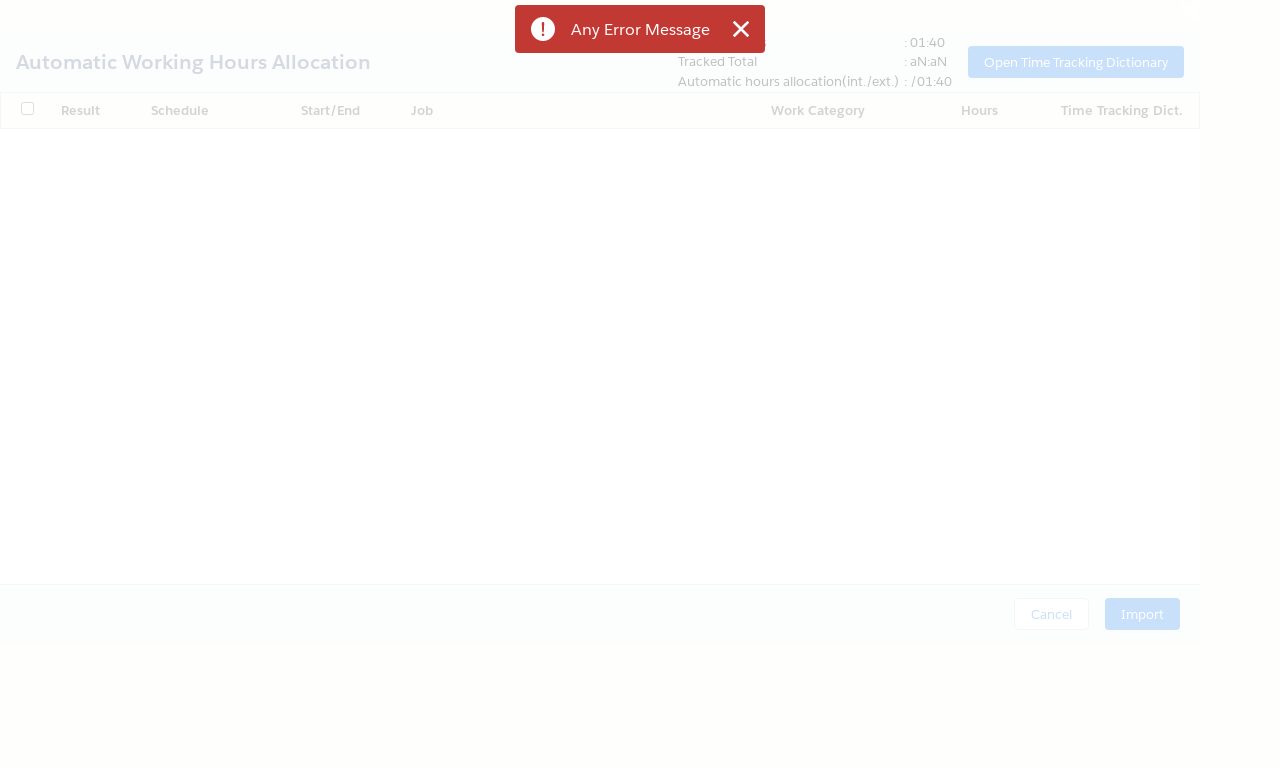 Any Error Message
: 01:40
Automatic Working Hours Allocation
Tracked Total : aN:aN
Open Time Tracking Dictionary
Automatic hours allocation(int./ext.) : /01:40
Result Schedule Start/End Job Work Category Hours Time Tracking Dict.
Cancel Import